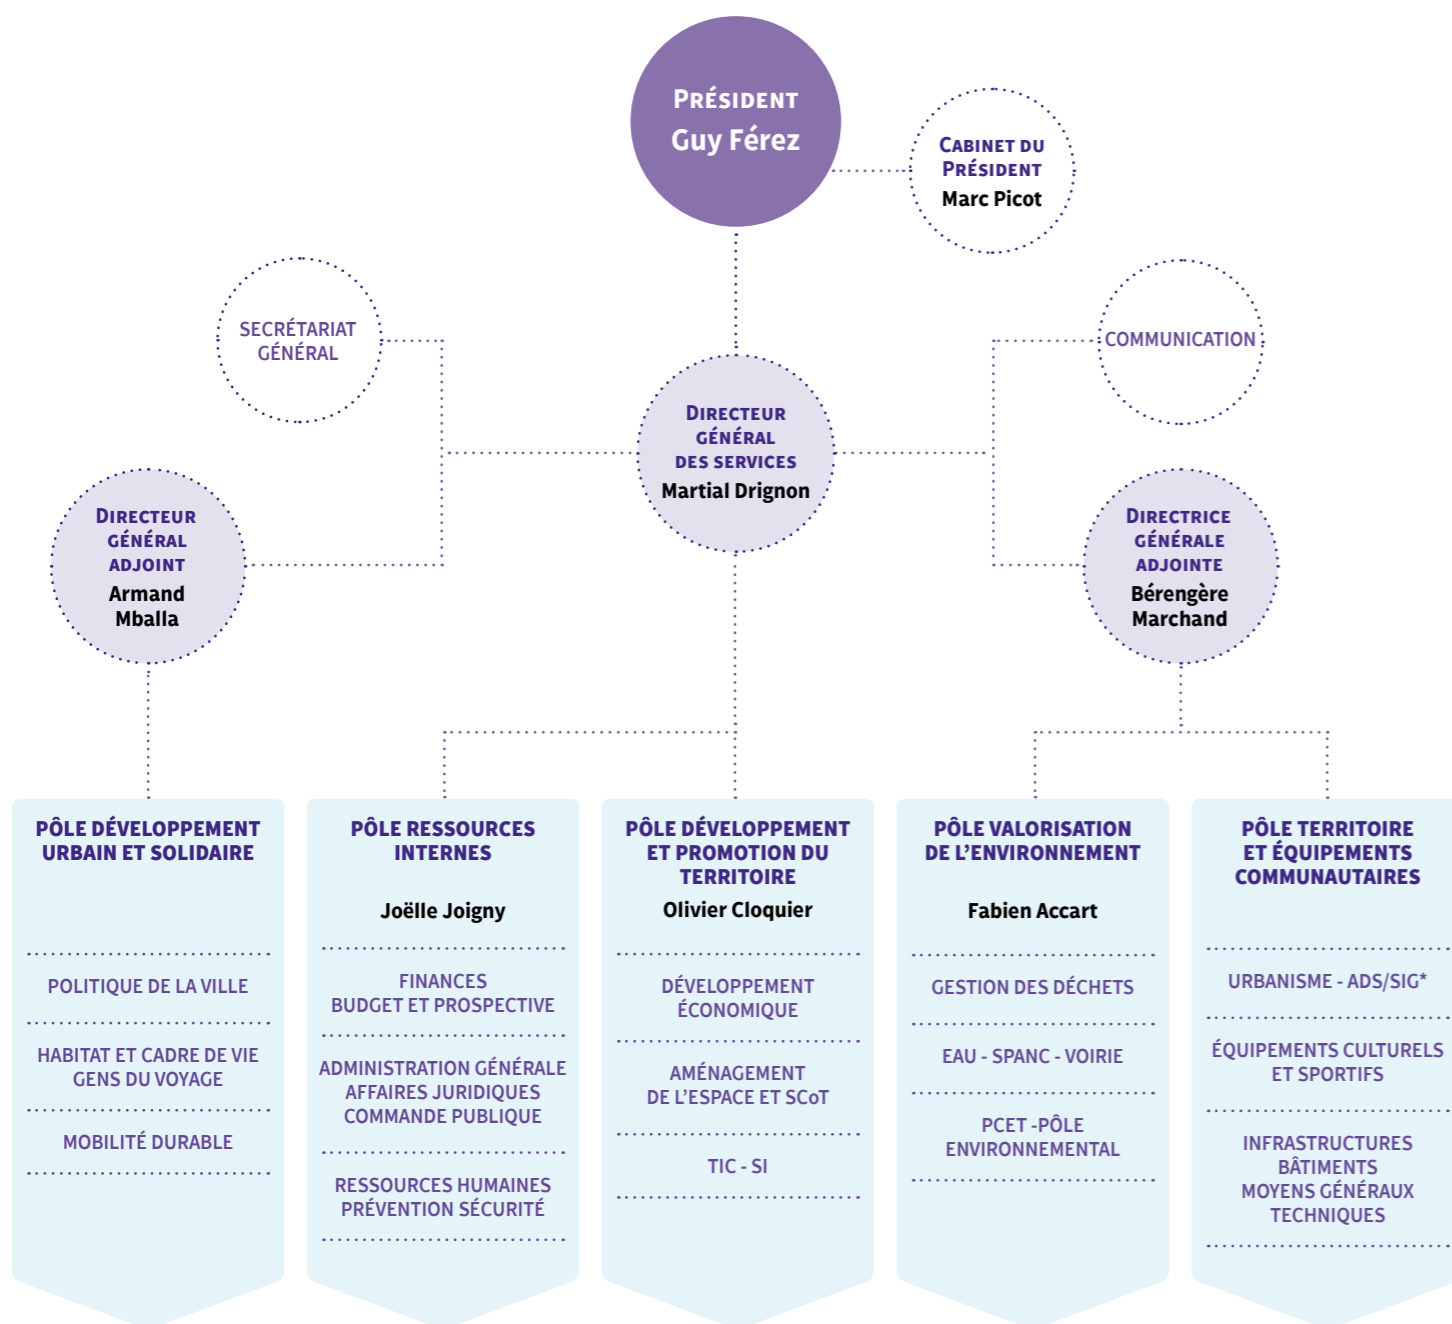 PRÉSIDENT
Guy Férez
CABINET DU
PRÉSIDENT
Marc Picot
SECRÉTARIAT
GÉNÉRAL
COMMUNICATION
DIRECTEUR
GÉNÉRAL
DES SERVICES
Martial Drignon
DIRECTEUR
GÉNÉRAL
ADJOINT
Armand
Mballa
DIRECTRICE
GÉNÉRALE
ADJOINTE
Bérengère
Marchand
PÔLE DÉVELOPPEMENT
URBAIN ET SOLIDAIRE
POLITIQUE DE LA VILLE
HABITAT ET CADRE DE VIE
GENS DU VOYAGE
MOBILITÉ DURABLE
PÔLE RESSOURCES
INTERNES
Joëlle Joigny
FINANCES
BUDGET ET PROSPECTIVE
ADMINISTRATION GÉNÉRALE
AFFAIRES JURIDIQUES
COMMANDE PUBLIQUE
RESSOURCES HUMAINES
PRÉVENTION SÉCURITÉ
PÔLE DÉVELOPPEMENT
ET PROMOTION DU
TERRITOIRE
Olivier Cloquier
DÉVELOPPEMENT
ÉCONOMIQUE
AMÉNAGEMENT
DE L'ESPACE ET SCoT
TIC - SI
PÔLE VALORISATION
DE L'ENVIRONNEMENT
Fabien Accart
GESTION DES DÉCHETS
EAU - SPANC - VOIRIE
PCET -PÔLE
ENVIRONNEMENTAL
PÔLE TERRITOIRE
ET ÉQUIPEMENTS
COMMUNAUTAIRES
URBANISME - ADS/SIG*
ÉQUIPEMENTS CULTURELS
ET SPORTIFS
INFRASTRUCTURES
BÂTIMENTS
MOYENS GÉNÉRAUX
TECHNIQUES